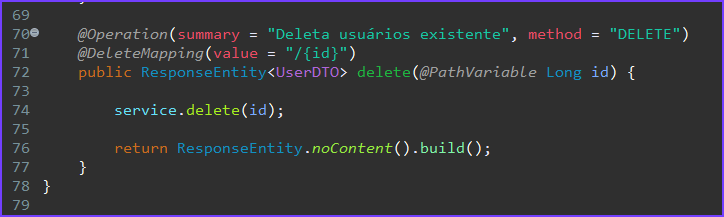 69
70 @Operation(summary = "Deleta usuários existente", method = "DELETE")
71 @DeleteMapping(value = "/{id}")
72 public ResponseEntity<UserDTO> delete(@PathVariable Long id) {
73
74 service.delete(id);
75
76 return ResponseEntity.noContent().build();
77 }
78 }
79